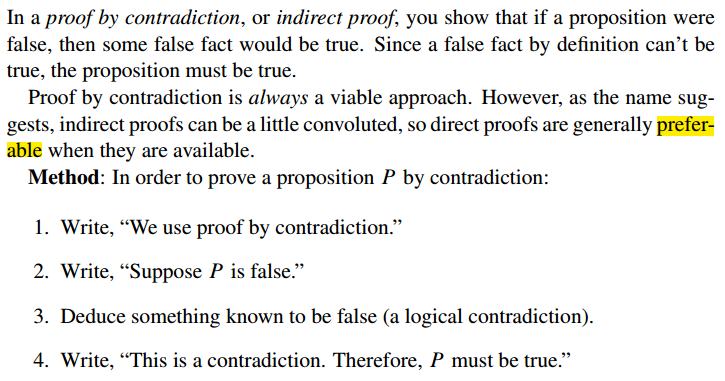 In a proof by contradiction, or indirect proof, you show that if a proposition were
false, then some false fact would be true. Since a false fact by definition can't be
true, the proposition must be true.
Proof by contradiction is always a viable approach. However, as the name sug-
gests, indirect proofs can be a little convoluted, so direct proofs are generally prefer-
able when they are available.
Method: In order to prove a proposition P by contradiction:
1. Write, “We use proof by contradiction.”
2. Write, “Suppose P is false.”
3. Deduce something known to be false (a logical contradiction).
4. Write, “This is a contradiction. Therefore, P must be true.”